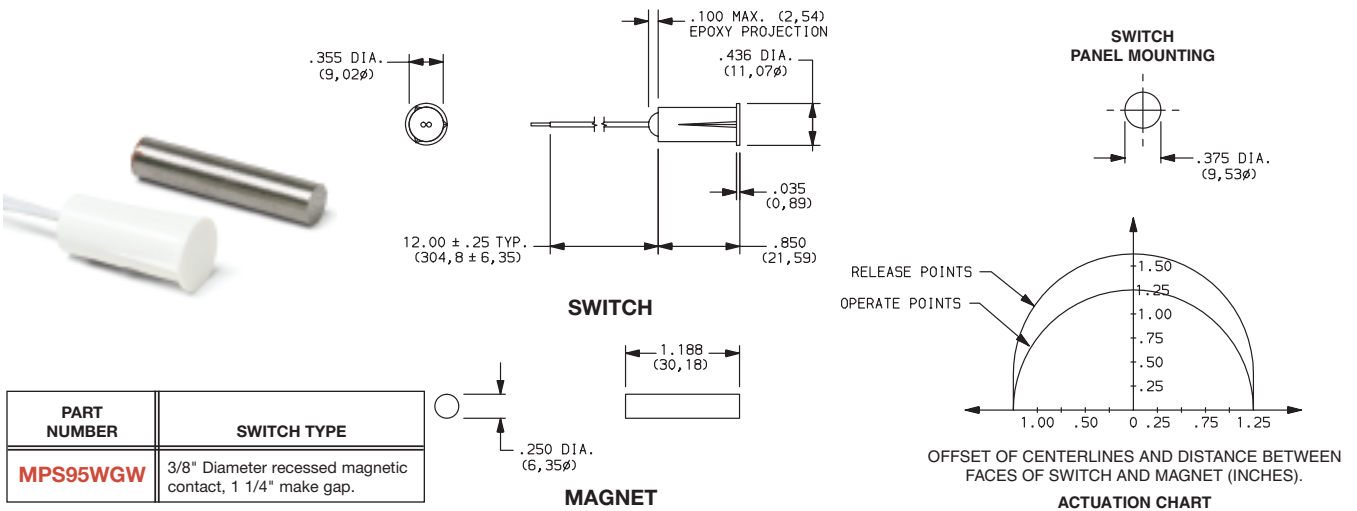 .100 MAX. (2,54)
EPOXY PROJECTION
.355 DIA.
(9,02ø)
.436 DIA.
(11,07ø)
.035
(0,89)
12.00 ± .25 TYP.
(304,8 ± 6,35)
.850
(21,59)
SWITCH
SWITCH
PANEL MOUNTING
.375 DIA.
(9,53ø)
RELEASE POINTS
OPERATE POINTS
1.50
1.25
1.00
.75
.50
.25
1.00 .50 0 .25 .75 1.25
OFFSET OF CENTERLINES AND DISTANCE BETWEEN
FACES OF SWITCH AND MAGNET (INCHES).
ACTUATION CHART
1.188
(30,18)
.250 DIA.
(6,35ø)
MAGNET
PART
NUMBER
SWITCH TYPE
MPS95WGW
3/8" Diameter recessed magnetic
contact, 1 1/4" make gap.